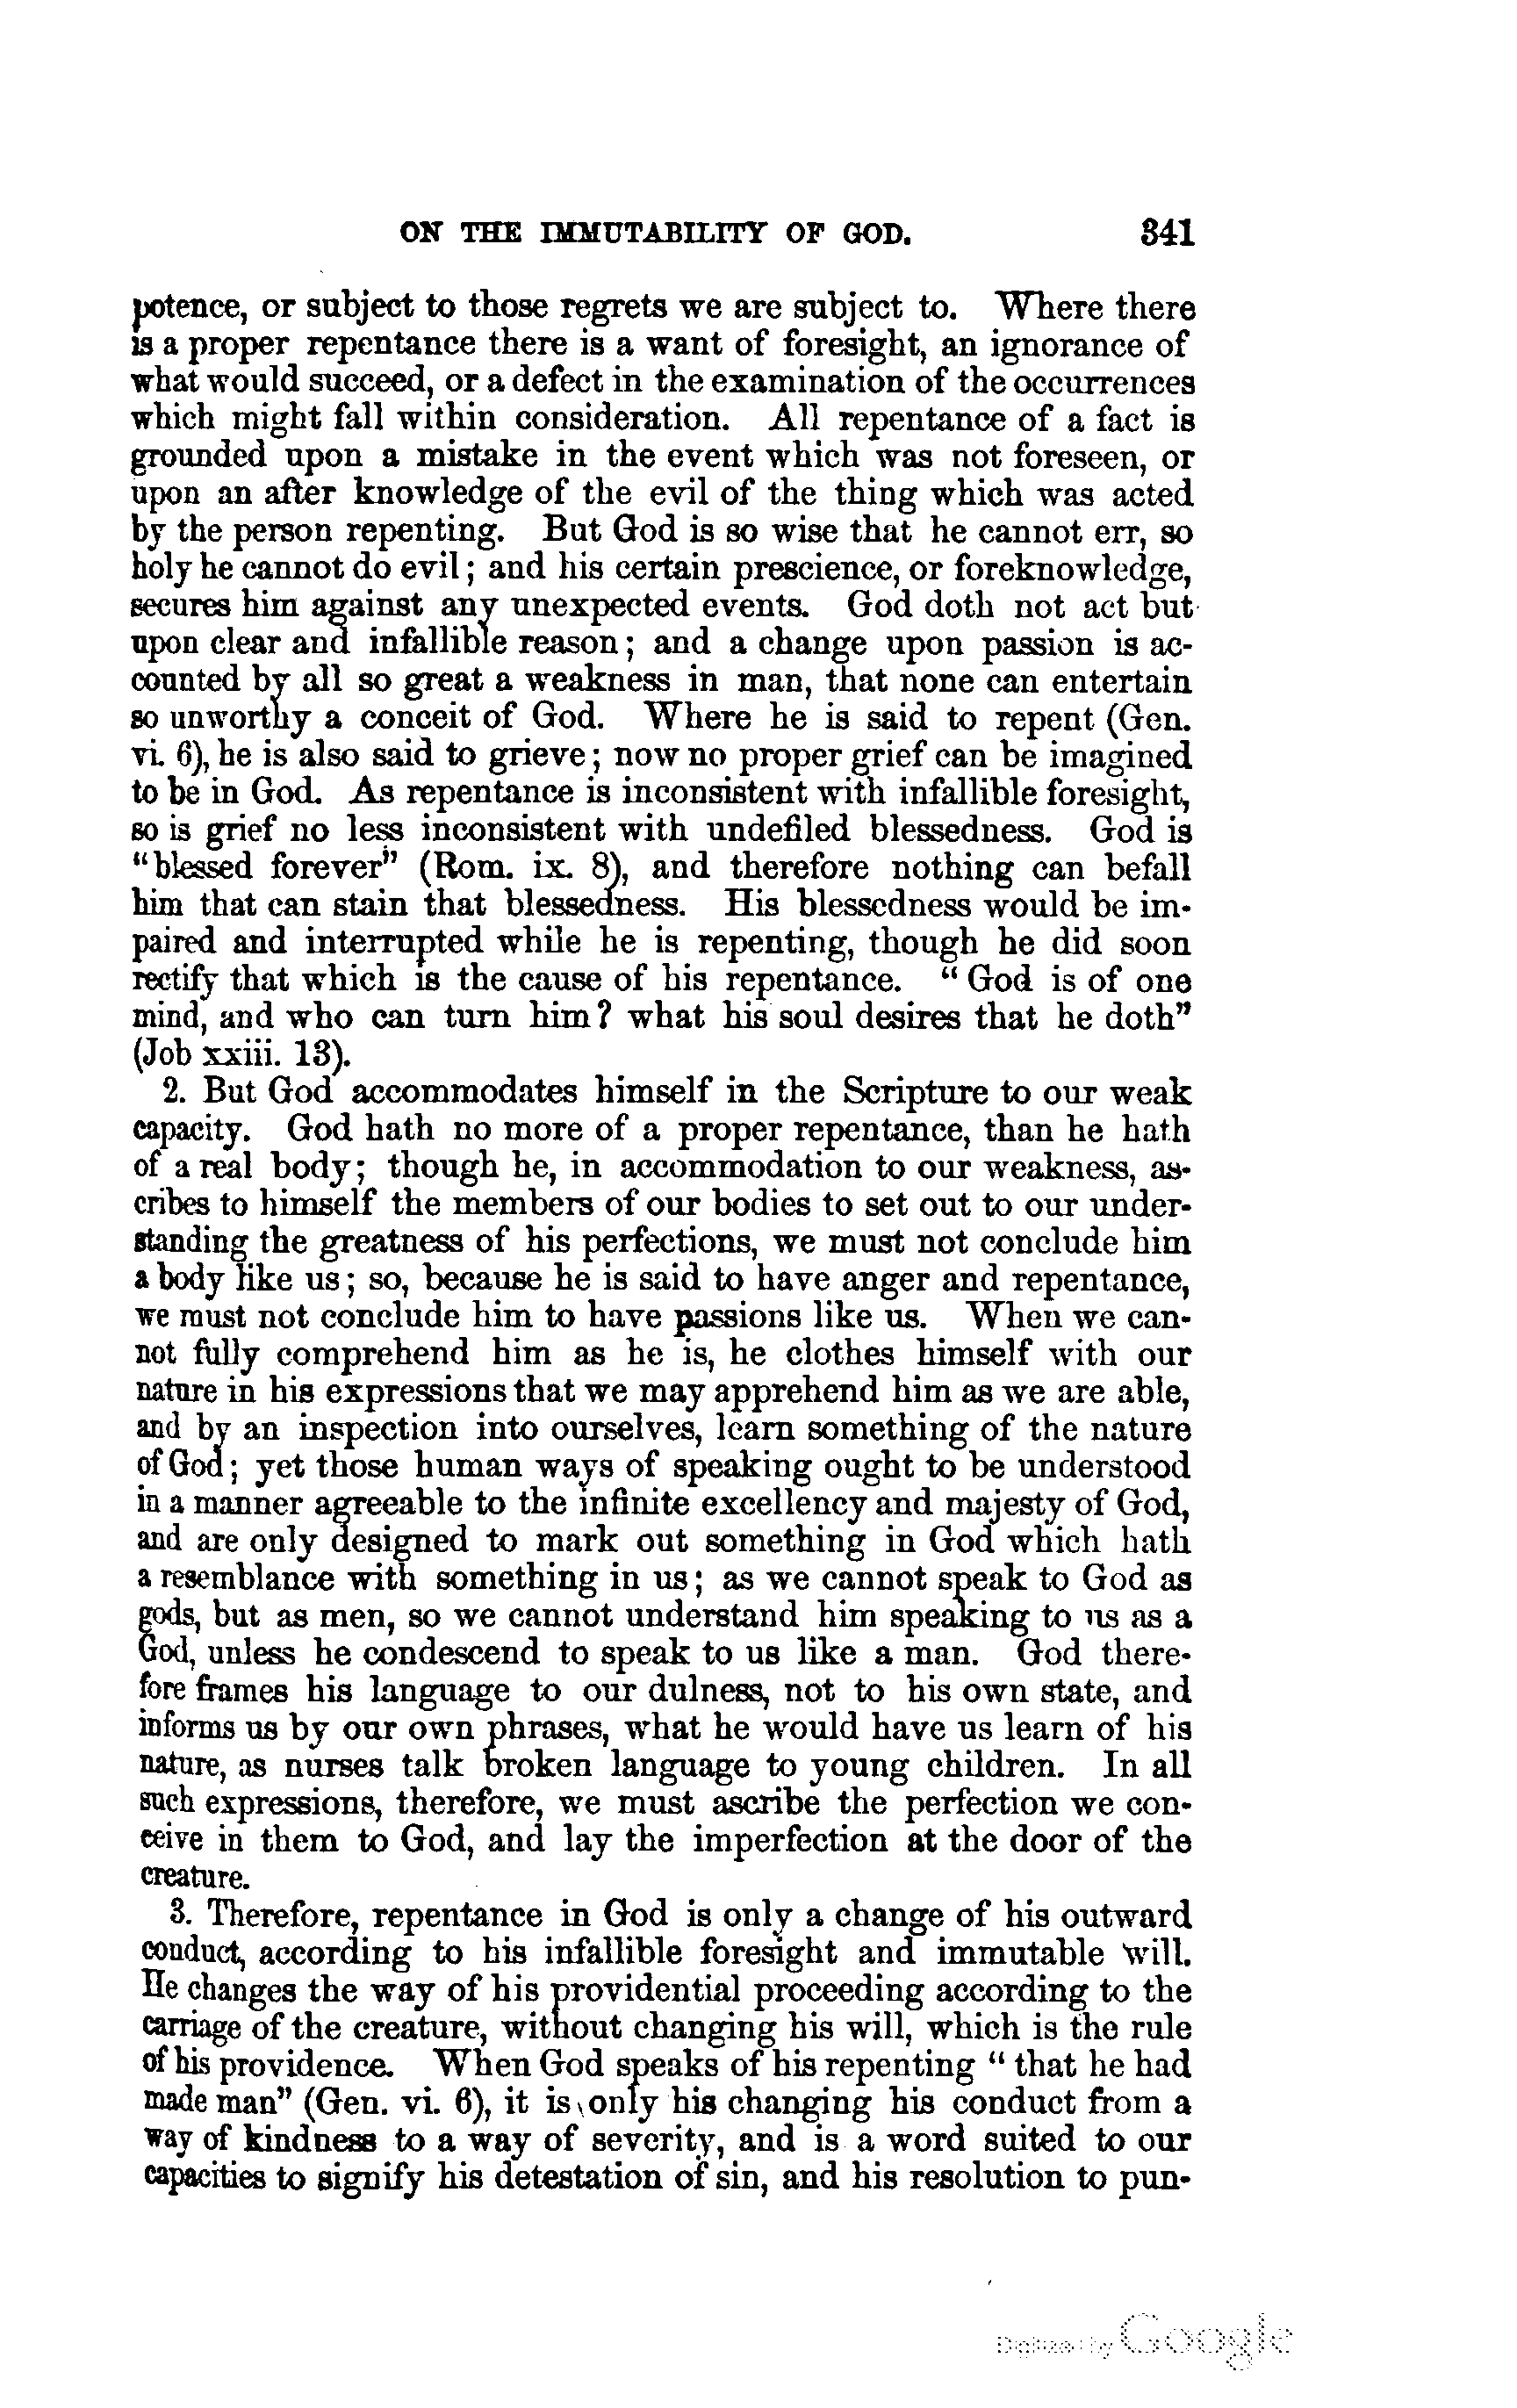 ON THE IMMUTABILITY OF GOD. 341
potence, or subject to those regrets we are subject to. Where there
is a proper repentance there is a want of foresight, an ignorance of
what would succeed, or a defect in the examination of the occurrences
which might fall within consideration. All repentance of a fact is
grounded upon a mistake in the event which was not foreseen, or
upon an after knowledge of the evil of the thing which was acted
by the person repenting. But God is so wise that he cannot err, so
holy he cannot do evil; and his certain prescience, or foreknowledge,
secures him against any unexpected events. God doth not act but
upon clear and infallible reason; and a change upon passion is ac-
counted by all so great a weakness in man, that none can entertain
so unworthy a conceit of God. Where he is said to repent (Gen.
vi. 6), he is also said to grieve; now no proper grief can be imagined
to be in God. As repentance is inconsistent with infallible foresight,
so is grief no less inconsistent with undefiled blessedness. God is
"blessed forever" (Rom. ix. 8), and therefore nothing can befall
him that can stain that blessedness. His blessedness would be im-
paired and interrupted while he is repenting, though he did soon
rectify that which is the cause of his repentance. "God is of one
mind, and who can turn him? what his soul desires that he doth"
(Job xxiii. 13).
2. But God accommodates himself in the Scripture to our weak
capacity. God hath no more of a proper repentance, than he hath
of a real body; though he, in accommodation to our weakness, as-
cribes to himself the members of our bodies to set out to our under-
standing the greatness of his perfections, we must not conclude him
a body like us; so, because he is said to have anger and repentance,
we must not conclude him to have passions like us. When we can-
not fully comprehend him as he is, he clothes himself with our
nature in his expressions that we may apprehend him as we are able,
and by an inspection into ourselves, learn something of the nature
of God; yet those human ways of speaking ought to be understood
in a manner agreeable to the infinite excellency and majesty of God,
and are only designed to mark out something in God which hath
a resemblance with something in us; as we cannot speak to God as
gods, but as men, so we cannot understand him speaking to us as a
God, unless he condescend to speak to us like a man. God there-
fore frames his language to our dulness, not to his own state, and
informs us by our own phrases, what he would have us learn of his
nature, as nurses talk broken language to young children. In all
such expressions, therefore, we must ascribe the perfection we con-
ceive in them to God, and lay the imperfection at the door of the
creature.
3. Therefore, repentance in God is only a change of his outward
conduct, according to his infallible foresight and immutable will.
He changes the way of his providential proceeding according to the
carriage of the creature, without changing his will, which is the rule
of his providence. When God speaks of his repenting "that he had
made man" (Gen. vi. 6), it is only his changing his conduct from a
way of kindness to a way of severity, and is a word suited to our
capacities to signify his detestation of sin, and his resolution to pun-
Digitized by Google